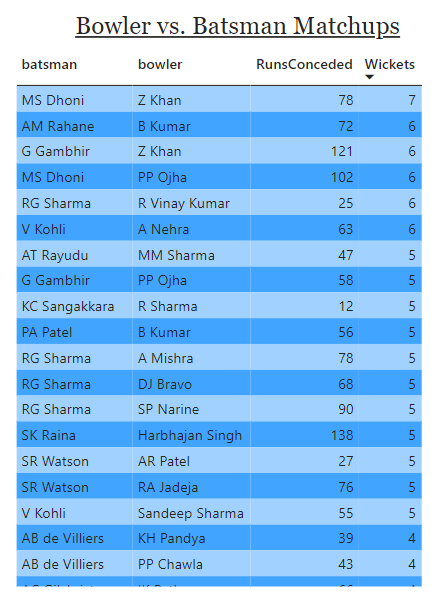 Bowler vs. Batsman Matchups
batsman bowler RunsConceded Wickets
MS Dhoni Z Khan 78 7
AM Rahane B Kumar 72 6
G Gambhir Z Khan 121 6
MS Dhoni PP Ojha 102 6
RG Sharma R Vinay Kumar 25 6
V Kohli A Nehra 63 6
AT Rayudu MM Sharma 47 5
G Gambhir PP Ojha 58 5
KC Sangakkara R Sharma 12 5
PA Patel B Kumar 56 5
RG Sharma A Mishra 78 5
RG Sharma DJ Bravo 68 5
RG Sharma SP Narine 90 5
SK Raina Harbhajan Singh 138 5
SR Watson AR Patel 27 5
SR Watson RA Jadeja 76 5
V Kohli Sandeep Sharma 55 5
AB de Villiers KH Pandya 39 4
AB de Villiers PP Chawla 43 4